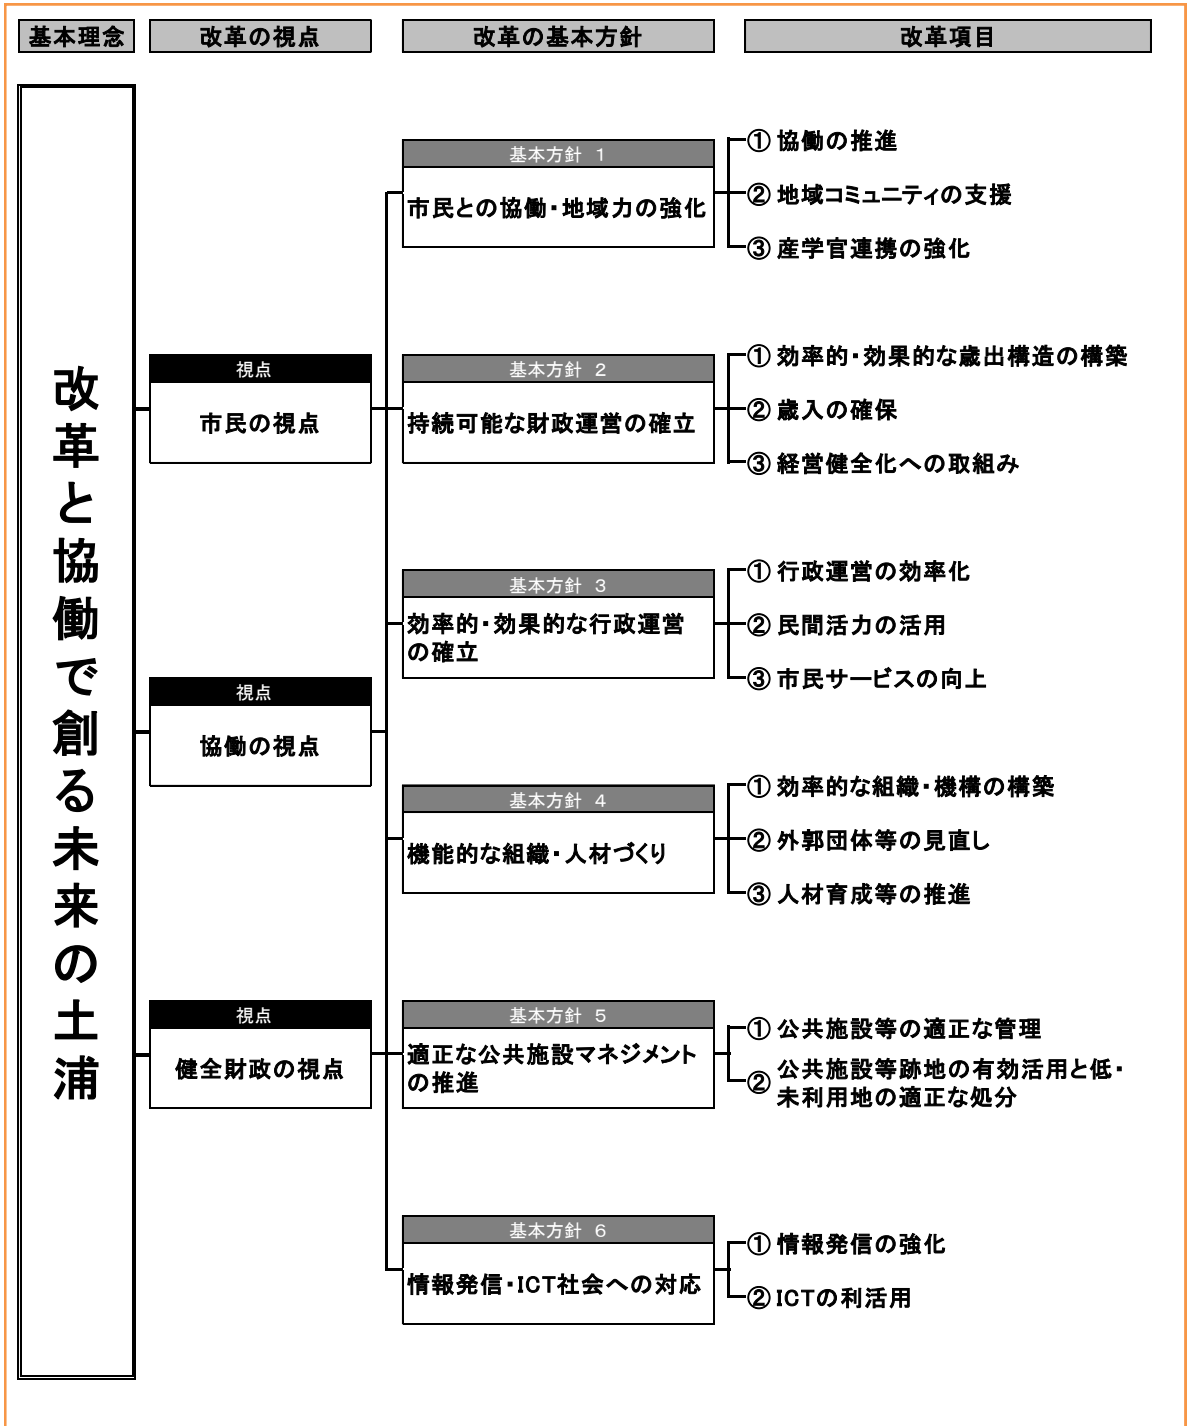 基本理念
改革の視点
改革の基本方針
改革項目
改革と協働で創る未来の土浦
視点
市民の視点
視点
協働の視点
視点
健全財政の視点
基本方針 1
市民との協働・地域力の強化
① 協働の推進
② 地域コミュニティの支援
③ 産学官連携の強化
基本方針 2
持続可能な財政運営の確立
① 効率的・効果的な歳出構造の構築
② 歳入の確保
③ 経営健全化への取組み
基本方針 3
効率的・効果的な行政運営
の確立
① 行政運営の効率化
② 民間活力の活用
③ 市民サービスの向上
基本方針 4
機能的な組織・人材づくり
① 効率的な組織・機構の構築
② 外郭団体等の見直し
③ 人材育成等の推進
基本方針 5
適正な公共施設マネジメント
の推進
① 公共施設等の適正な管理
② 公共施設等跡地の有効活用と低・
未利用地の適正な処分
基本方針 6
情報発信・ICT社会への対応
① 情報発信の強化
② ICTの利活用